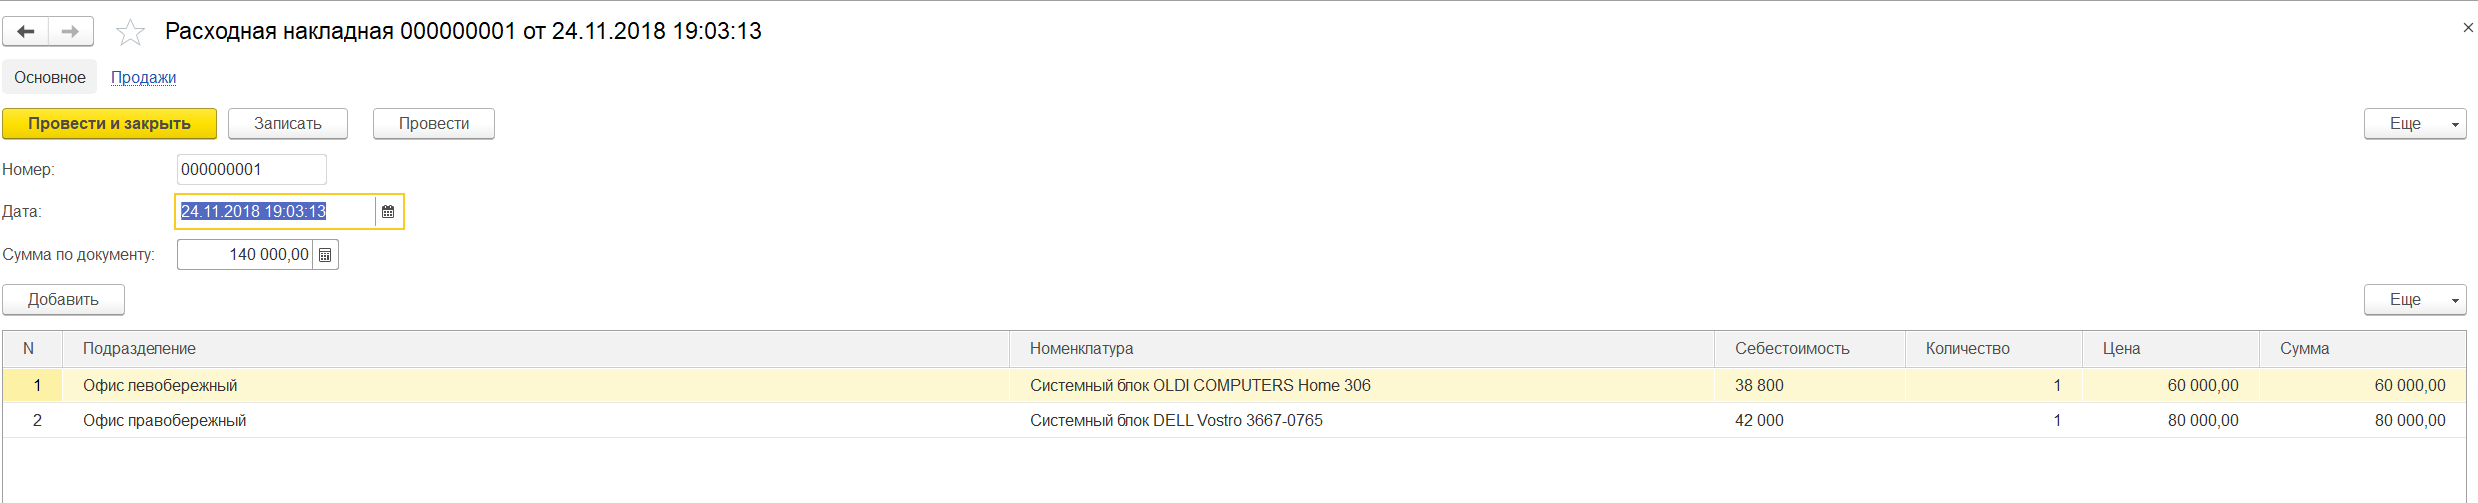 Расходная накладная 000000001 от 24.11.2018 19:03:13
Основное Продажи
Провести и закрыть Записать Провести Еще
Номер: 000000001
Дата: 24.11.2018 19:03:13
Сумма по документу: 140 000,00
Добавить Еще
N Подразделение Номенклатура Себестоимость Количество Цена Сумма
1 Офис левобережный Системный блок OLDI COMPUTERS Home 306 38 800 1 60 000,00 60 000,00
2 Офис правобережный Системный блок DELL Vostro 3667-0765 42 000 1 80 000,00 80 000,00